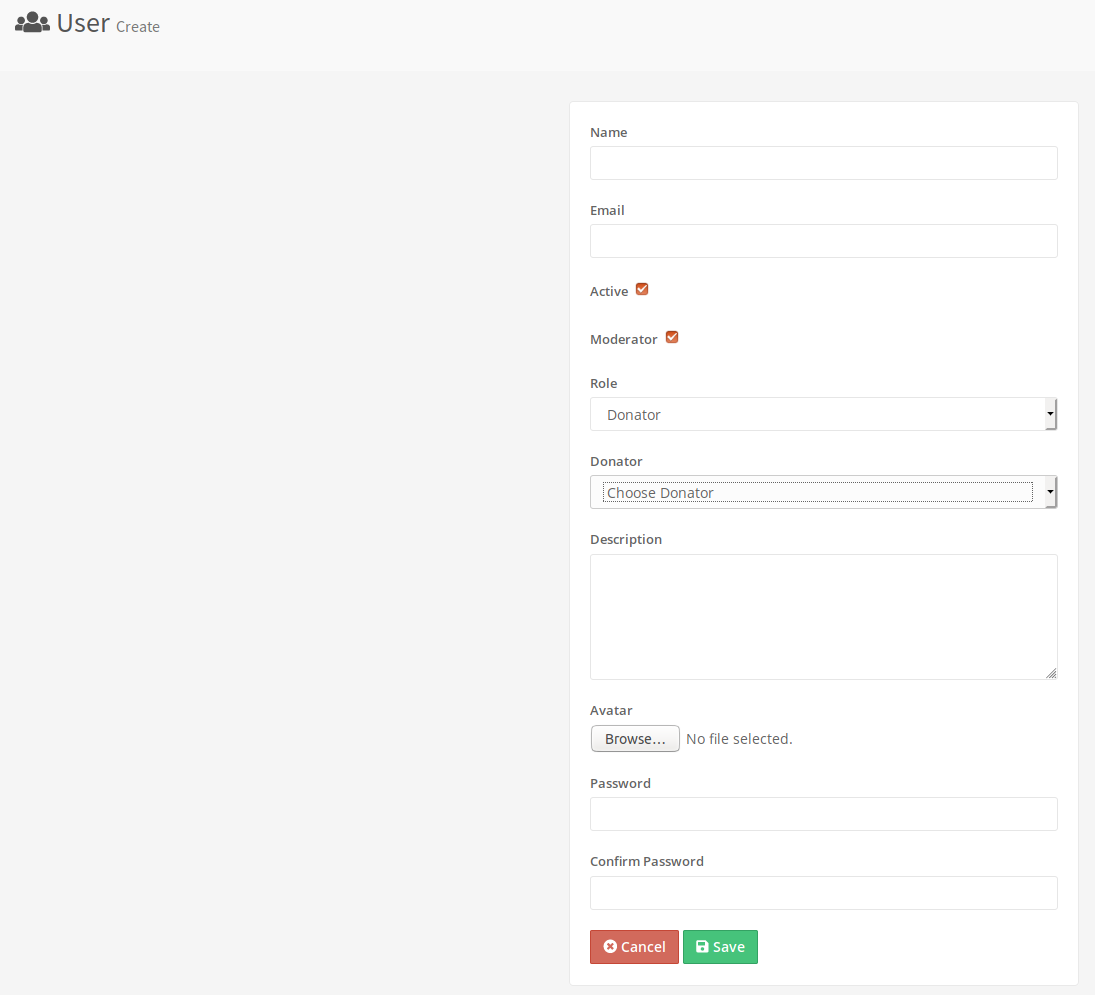 User Create
Name
Email
Active
Moderator
Role
Donator
Donator
Choose Donator
Description
Avatar
Browse... No file selected.
Password
Confirm Password
Cancel Save